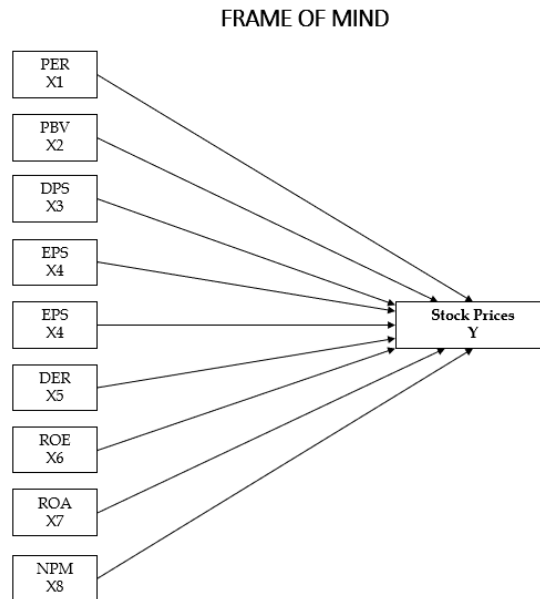 FRAME OF MIND
PER
X1
PBV
X2
DPS
X3
EPS
X4
EPS
X4
Stock Prices
Y
DER
X5
ROE
X6
ROA
X7
NPM
X8